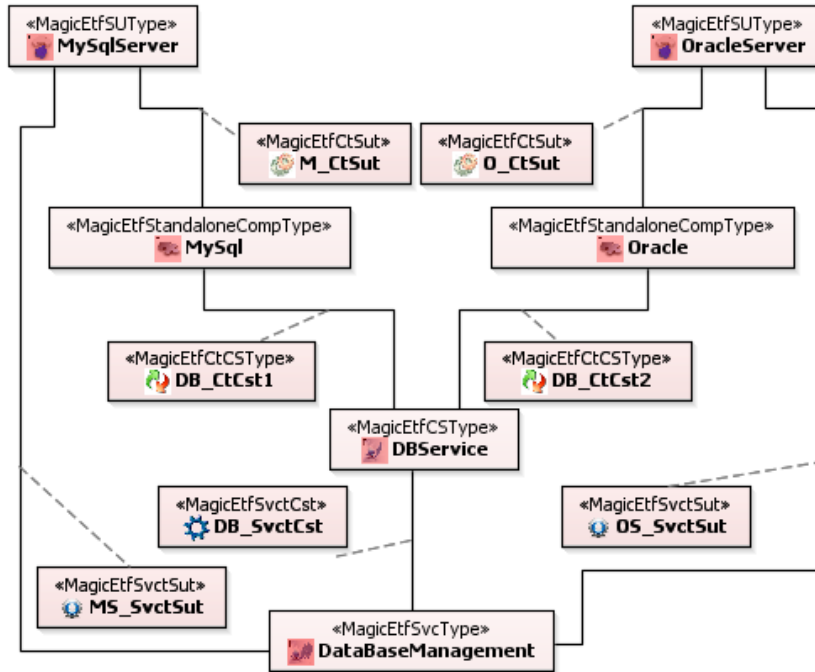 «MagicEtfSUType»
MySqlServer
«MagicEtfSUType»
OracleServer
«MagicEtfCtSut»
M_CtSut
«MagicEtfCtSut»
O_CtSut
«MagicEtfStandaloneCompType»
MySql
«MagicEtfStandaloneCompType»
Oracle
«MagicEtfCtCSType»
DB_CtCst1
«MagicEtfCtCSType»
DB_CtCst2
«MagicEtfCSType»
DBService
«MagicEtfSvctCst»
DB_SvctCst
«MagicEtfSvctSut»
OS_SvctSut
«MagicEtfSvctSut»
MS_SvctSut
«MagicEtfSvcType»
DataBaseManagement